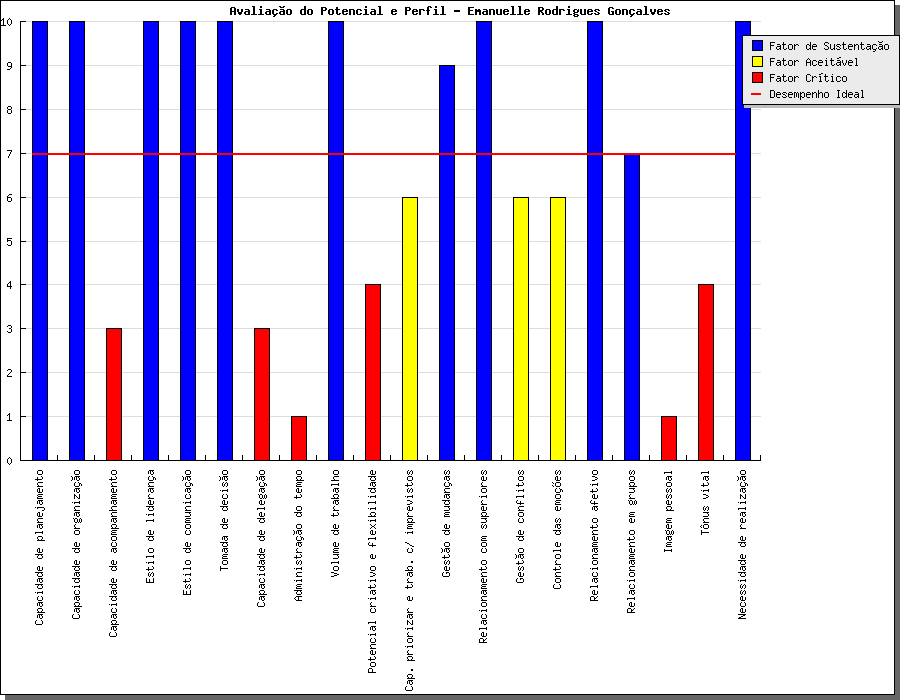 Avaliação do Potencial e Perfil - Emanuelle Rodrigues Gonçalves
Fator de Sustentação
Fator Aceitável
Fator Crítico
Desempenho Ideal
10
9
8
7
6
5
4
3
2
1
0
Capacidade de planejamento
Capacidade de organização
Capacidade de acompanhamento
Estilo de liderança
Estilo de comunicação
Tomada de decisão
Capacidade de delegação
Administração do tempo
Volume de trabalho
Potencial criativo e flexibilidade
Cap. priorizar e trab. c/ imprevistos
Gestão de mudanças
Relacionamento com superiores
Gestão de conflitos
Controle das emoções
Relacionamento afetivo
Relacionamento em grupos
Imagem pessoal
Tônus vital
Necessidade de realização